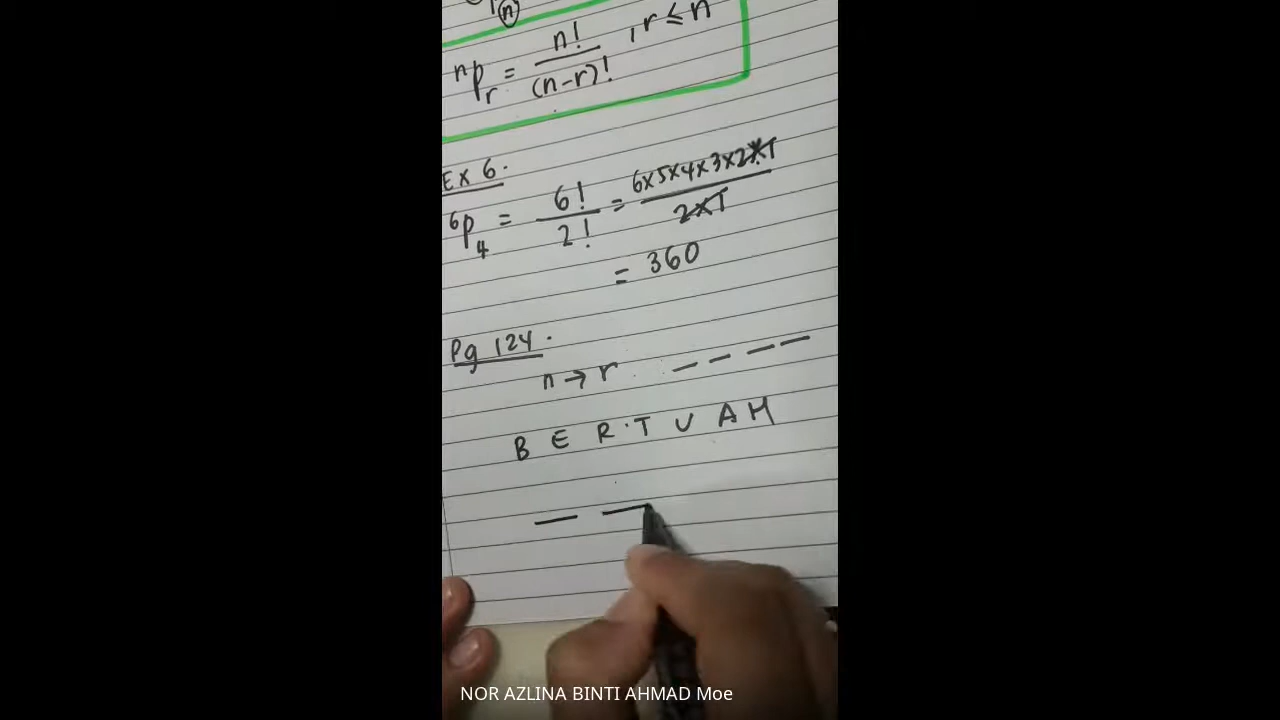 n
ⁿPᵣ = n!/(n-r)! , r ≤ n
Ex 6.
⁶P₄ = 6!/2! = 6x5x4x3x2x1/2x1
= 360
Pg 124.
n → r
B E R T U A H
NOR AZLINA BINTI AHMAD Moe